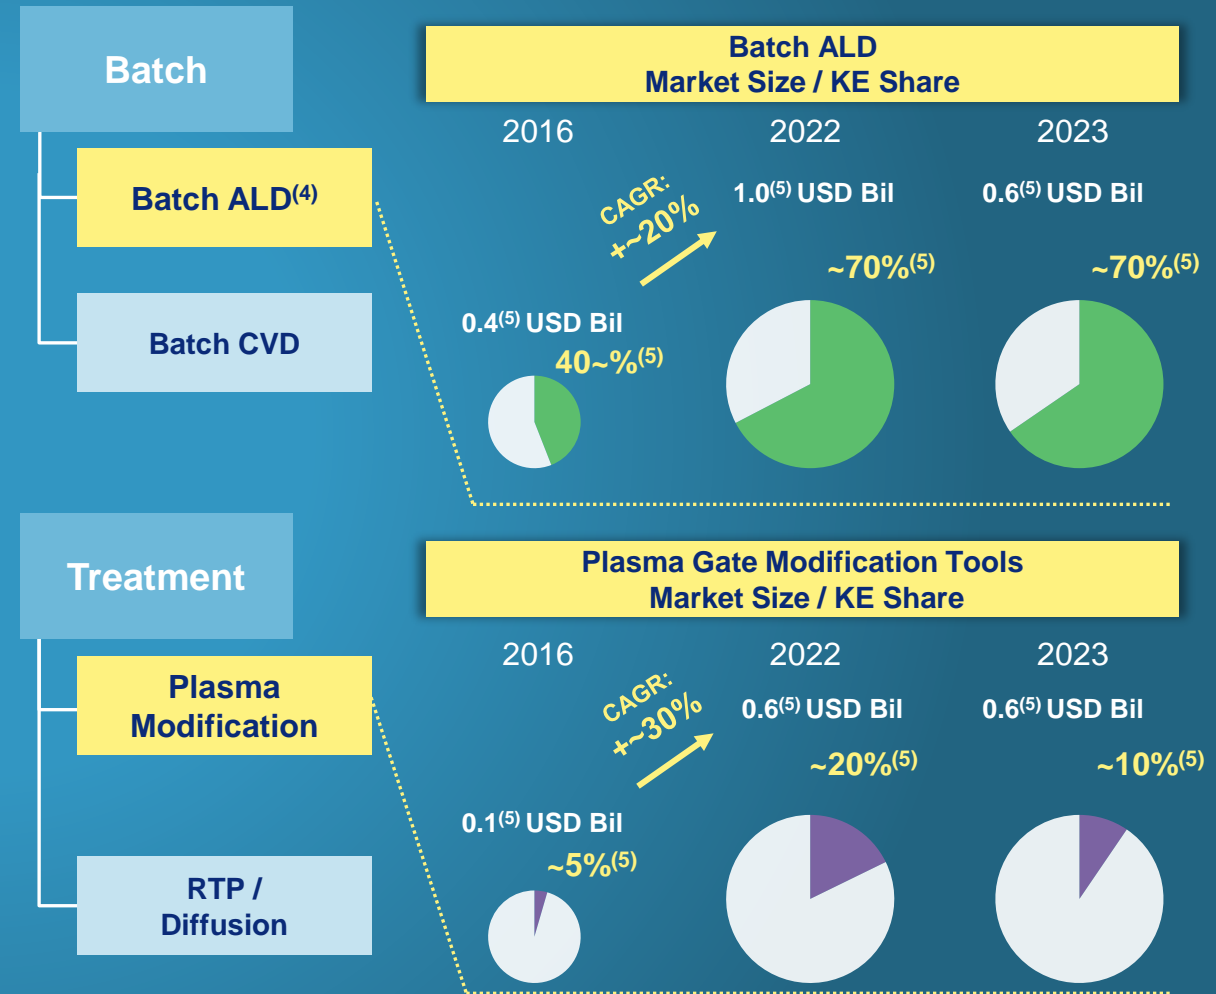 Batch
Batch ALD(4)
Batch CVD
Batch ALD
Market Size / KE Share
2016
2022
2023
CAGR:
+~20%
0.4(5) USD Bil
40~%(5)
1.0(5) USD Bil
~70%(5)
0.6(5) USD Bil
~70%(5)
Treatment
Plasma
Modification
RTP /
Diffusion
Plasma Gate Modification Tools
Market Size / KE Share
2016
2022
2023
CAGR:
+~30%
0.1(5) USD Bil
~5%(5)
0.6(5) USD Bil
~20%(5)
0.6(5) USD Bil
~10%(5)